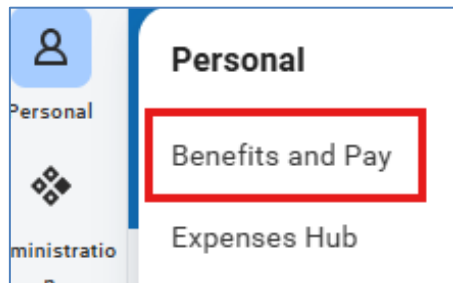 Personal
Personal
Benefits and Pay
ministratio
Expenses Hub